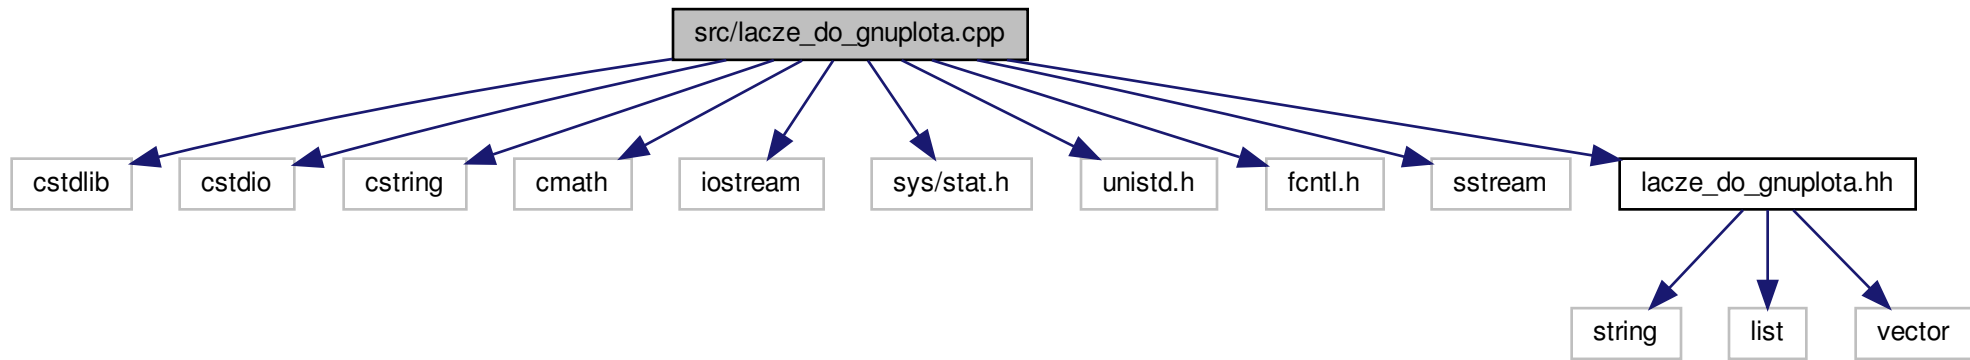 src/lacze_do_gnuplota.cpp
cstdlib
cstdio
cstring
cmath
iostream
sys/stat.h
unistd.h
fcntl.h
sstream
lacze_do_gnuplota.hh
string
list
vector